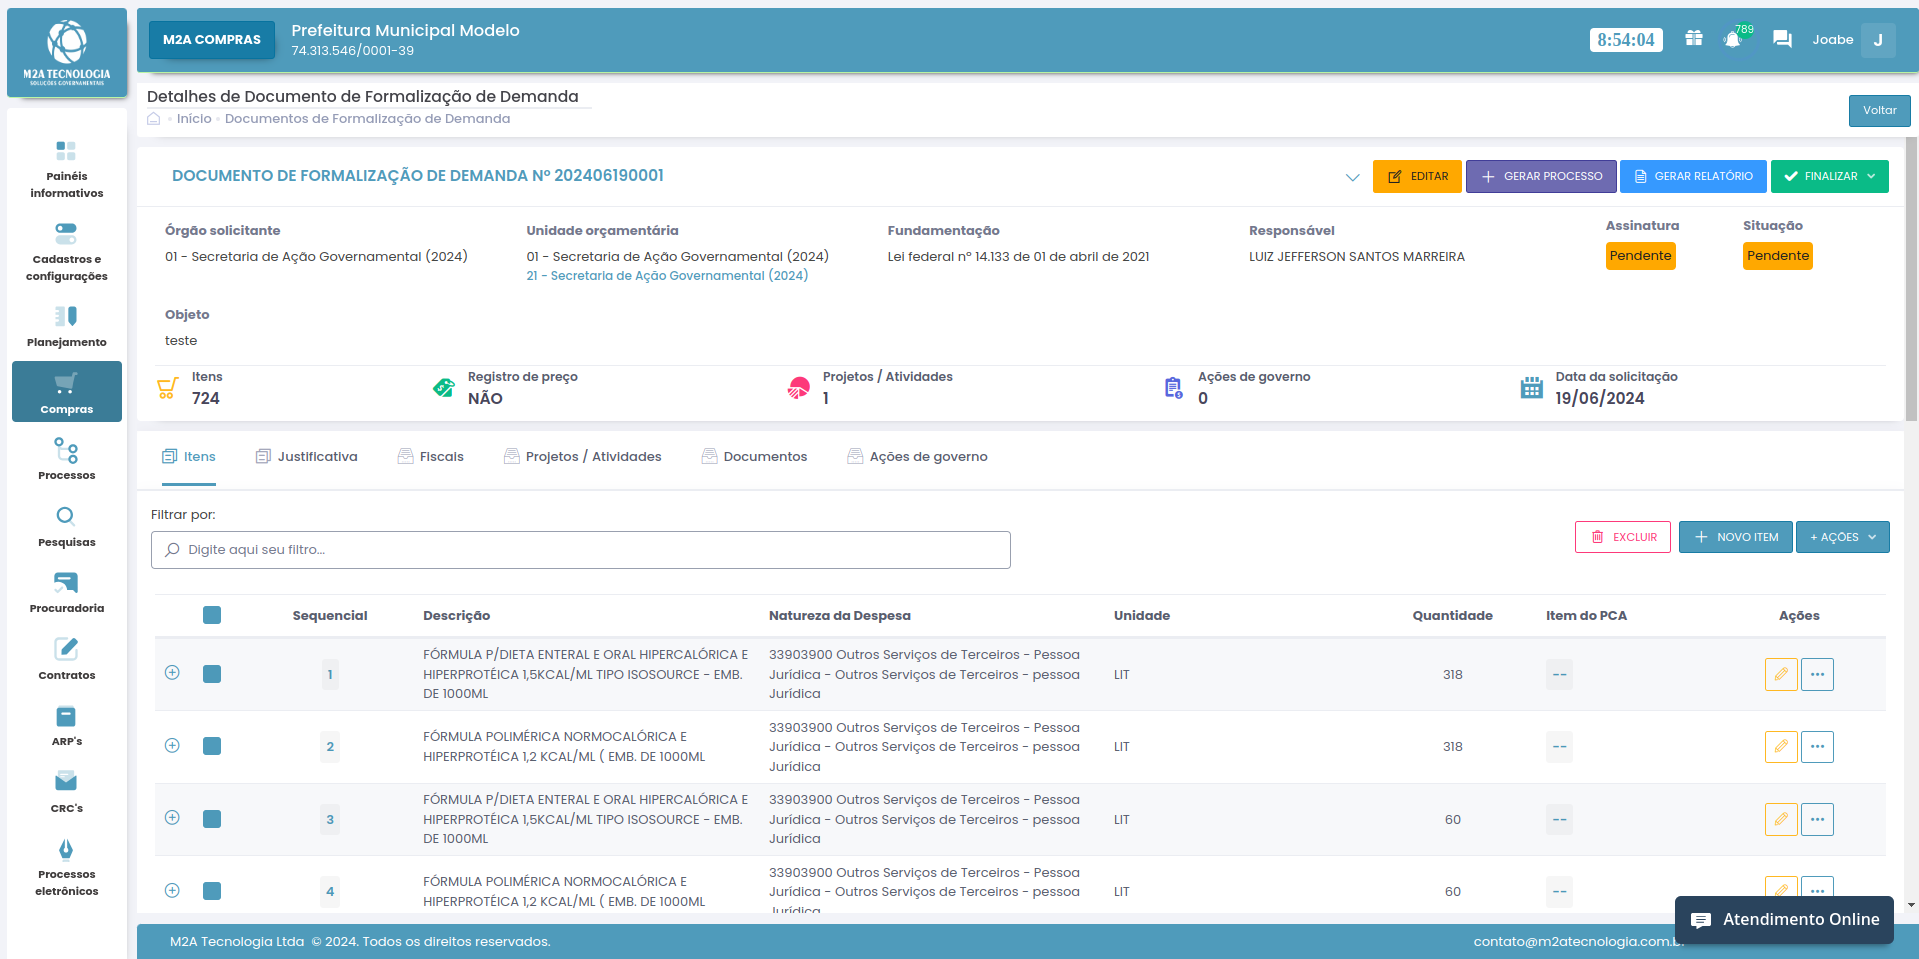 M2A TECNOLOGIA
SOLUÇÕES GOVERNAMENTAIS
M2A COMPRAS
Prefeitura Municipal Modelo
74.313.546/0001-39
8:54:04
789
Joabe
J
Detalhes de Documento de Formalização de Demanda
Início
Documentos de Formalização de Demanda
Voltar
Painéis
informativos
Cadastros e
configurações
Planejamento
Compras
Processos
Pesquisas
Procuradoria
Contratos
ARP's
CRC's
Processos
eletrônicos
DOCUMENTO DE FORMALIZAÇÃO DE DEMANDA Nº 202406190001
EDITAR
GERAR PROCESSO
GERAR RELATÓRIO
FINALIZAR
Órgão solicitante
01 - Secretaria de Ação Governamental (2024)
Unidade orçamentária
01 - Secretaria de Ação Governamental (2024)
21 - Secretaria de Ação Governamental (2024)
Fundamentação
Lei federal nº 14.133 de 01 de abril de 2021
Responsável
LUIZ JEFFERSON SANTOS MARREIRA
Assinatura
Pendente
Situação
Pendente
Objeto
teste
Itens
724
Registro de preço
NÃO
Projetos / Atividades
1
Ações de governo
0
Data da solicitação
19/06/2024
Itens
Justificativa
Fiscais
Projetos / Atividades
Documentos
Ações de governo
Filtrar por:
Digite aqui seu filtro...
EXCLUIR
NOVO ITEM
+ AÇÕES
Sequencial Descrição Natureza da Despesa Unidade Quantidade Item do PCA Ações
1
FÓRMULA P/DIETA ENTERAL E ORAL HIPERCALÓRICA E
HIPERPROTÉICA 1,5KCAL/ML TIPO ISOSOURCE - EMB.
DE 1000ML
33903900 Outros Serviços de Terceiros - Pessoa
Jurídica - Outros Serviços de Terceiros - pessoa
Jurídica
LIT
318
--
2
FÓRMULA POLIMÉRICA NORMOCALÓRICA E
HIPERPROTÉICA 1,2 KCAL/ML ( EMB. DE 1000ML
33903900 Outros Serviços de Terceiros - Pessoa
Jurídica - Outros Serviços de Terceiros - pessoa
Jurídica
LIT
318
--
3
FÓRMULA P/DIETA ENTERAL E ORAL HIPERCALÓRICA E
HIPERPROTÉICA 1,5KCAL/ML TIPO ISOSOURCE - EMB.
DE 1000ML
33903900 Outros Serviços de Terceiros - Pessoa
Jurídica - Outros Serviços de Terceiros - pessoa
Jurídica
LIT
60
--
4
FÓRMULA POLIMÉRICA NORMOCALÓRICA E
HIPERPROTÉICA 1,2 KCAL/ML ( EMB. DE 1000ML
33903900 Outros Serviços de Terceiros - Pessoa
Jurídica - Outros Serviços de Terceiros - pessoa
Jurídica
LIT
60
--
Atendimento Online
M2A Tecnologia Ltda © 2024. Todos os direitos reservados.
contato@m2atecnologia.com.br